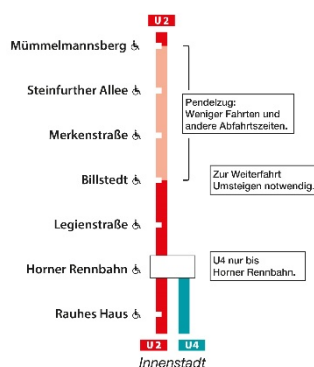 U2
Mümmelmannsberg
Steinfurther Allee
Pendelzug:
Weniger Fahrten und
andere Abfahrtszeiten.
Merkenstraße
Billstedt
Zur Weiterfahrt
Umsteigen notwendig.
Legienstraße
Horner Rennbahn
U4 nur bis
Horner Rennbahn.
Rauhes Haus
U2 U4
Innenstadt